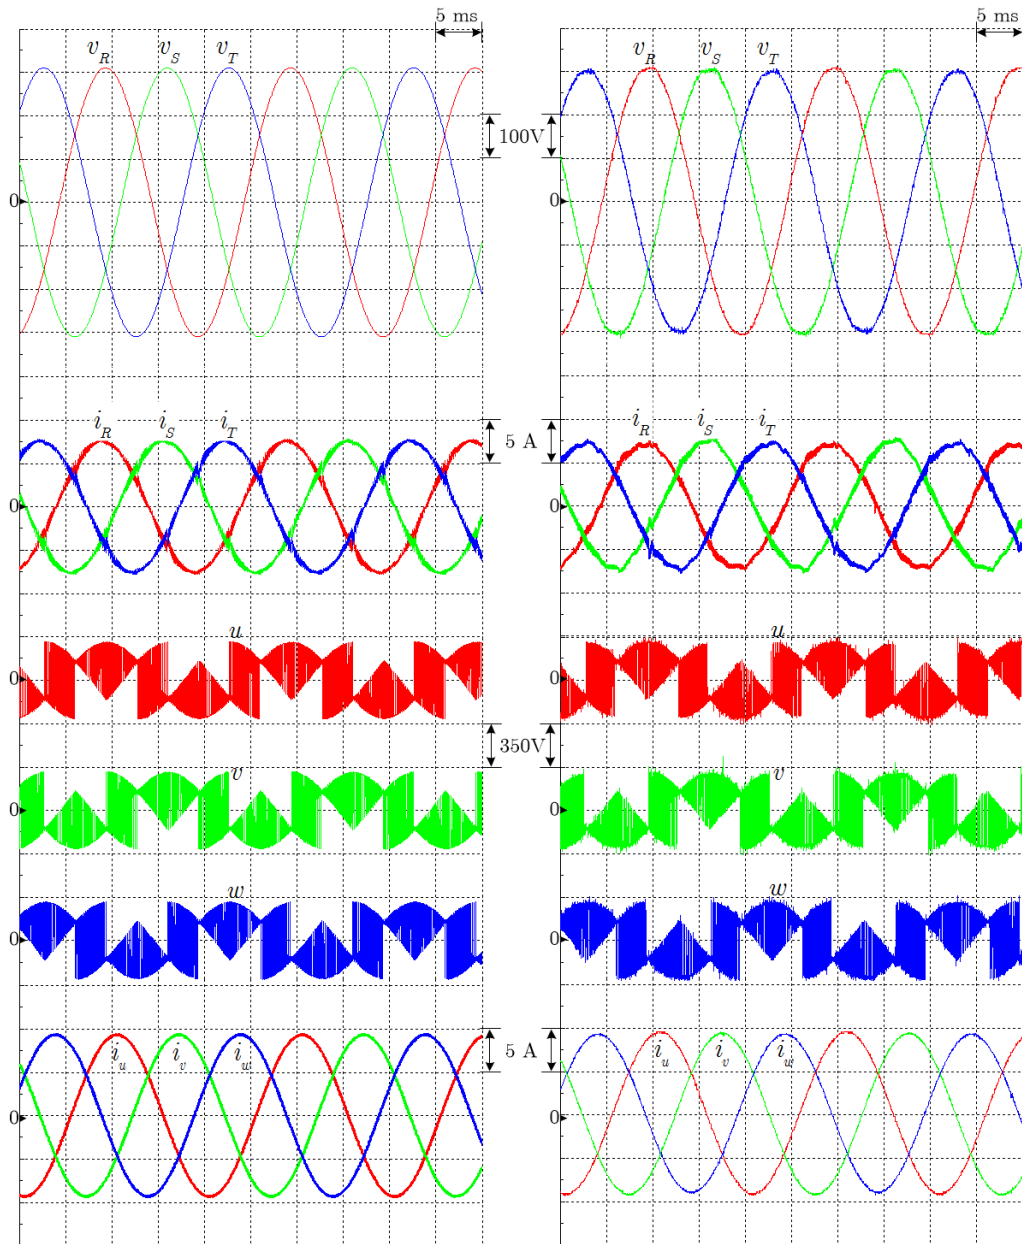 5 ms 5 ms
v_R v_S v_T v_R v_S v_T
100V
0 0
i_R i_S i_T i_R i_S i_T
5 A
0 0
u u
0 0
350V
v v
0 0
w w
0 0
5 A
i_u i_v i_w i_u i_v i_w
0 0